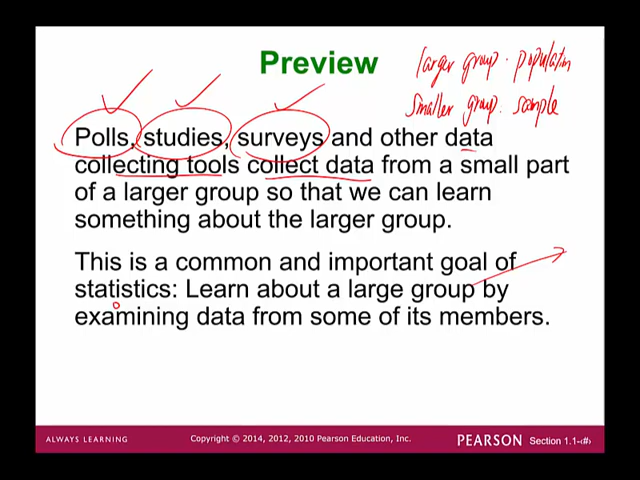 Preview
larger group. population
smaller group. sample
Polls, studies, surveys and other data
collecting tools collect data from a small part
of a larger group so that we can learn
something about the larger group.
This is a common and important goal of
statistics: Learn about a large group by
examining data from some of its members.
ALWAYS LEARNING
Copyright © 2014, 2012, 2010 Pearson Education, Inc.
PEARSON
Section 1.1-‹#›